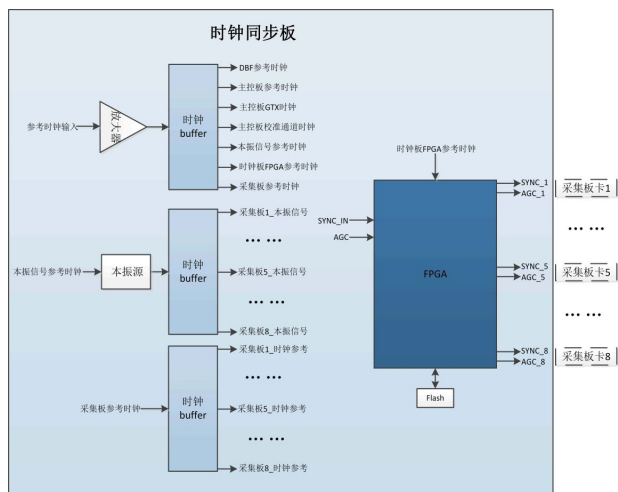 时钟同步板
DBF参考时钟
主控板参考时钟
主控板GTX时钟
主控板校准通道时钟
本振信号参考时钟
时钟板FPGA参考时钟
采集板参考时钟
参考时钟输入
放大器
时钟
buffer
采集板1_本振信号
... ...
采集板5_本振信号
... ...
采集板8_本振信号
本振信号参考时钟
本振源
时钟
buffer
采集板1_时钟参考
... ...
采集板5_时钟参考
... ...
采集板8_时钟参考
采集板参考时钟
时钟
buffer
时钟板FPGA参考时钟
SYNC_IN
AGC
FPGA
Flash
SYNC_1
AGC_1
采集板卡1
... ...
SYNC_5
AGC_5
采集板卡5
... ...
SYNC_8
AGC_8
采集板卡8